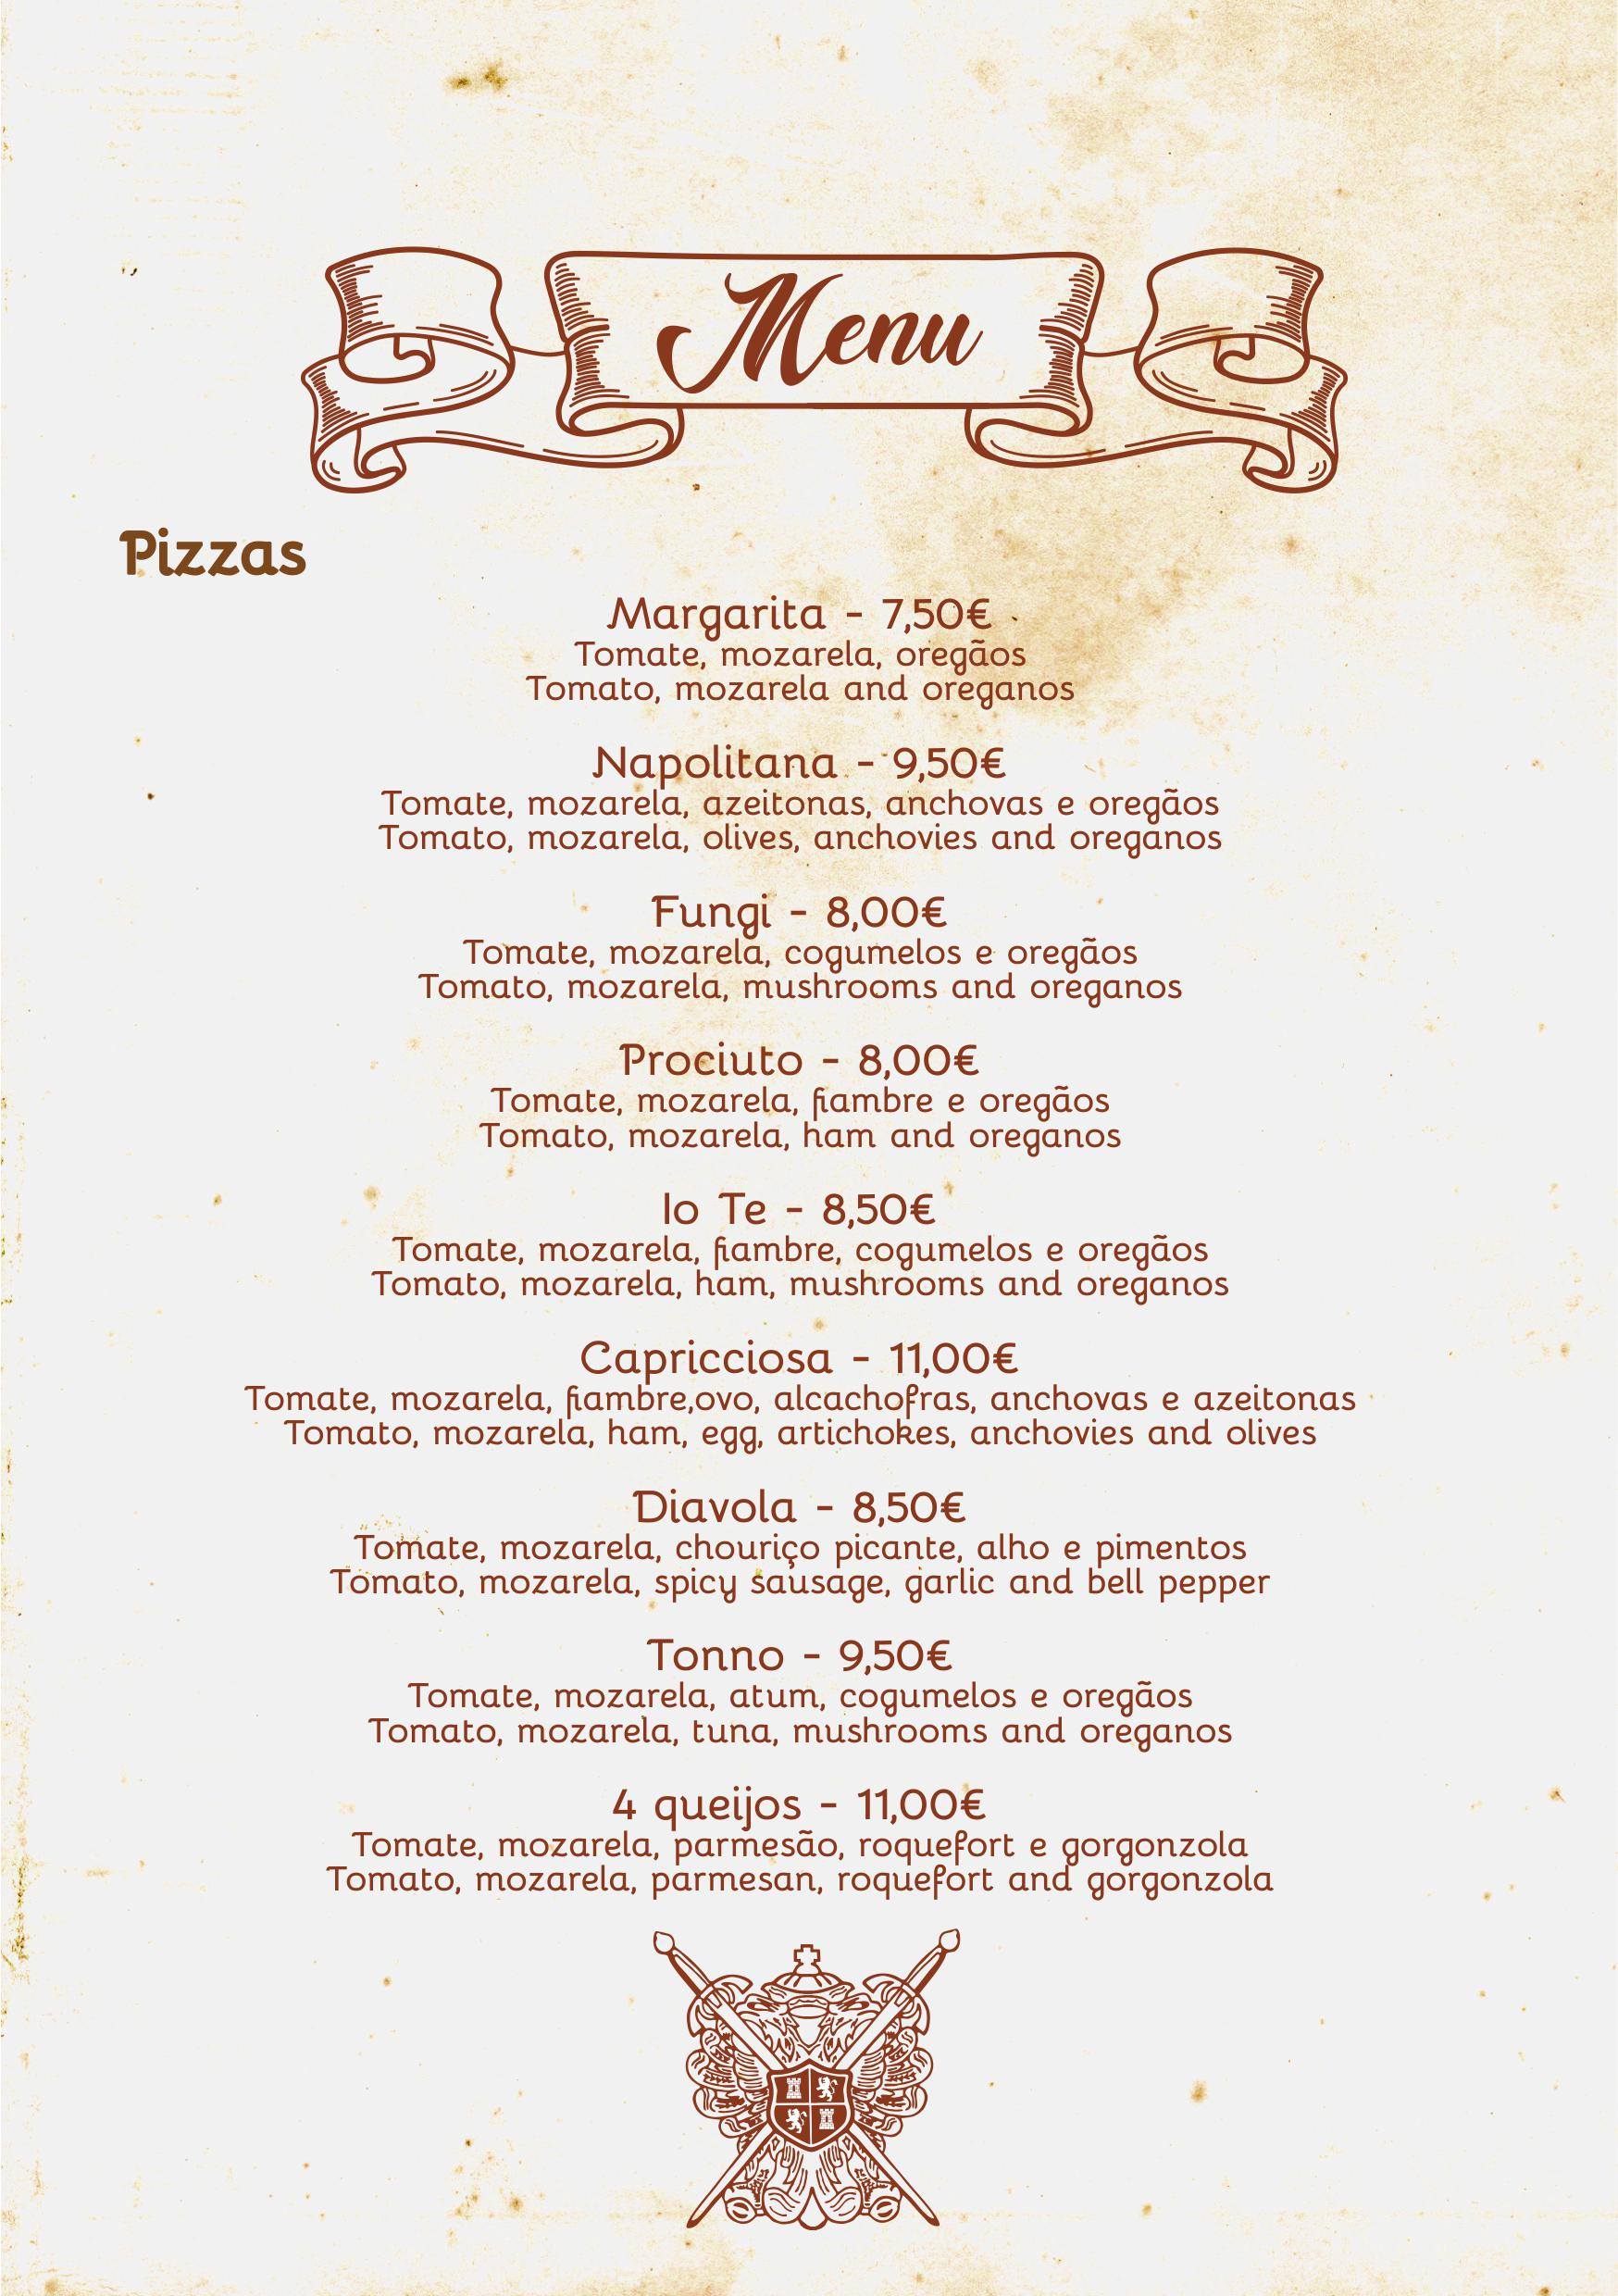 Menu
Pizzas
Margarita - 7,50€
Tomate, mozarela, oregãos
Tomato, mozarela and oreganos
Napolitana - 9,50€
Tomate, mozarela, azeitonas, anchovas e oregãos
Tomato, mozarela, olives, anchovies and oreganos
Fungi - 8,00€
Tomate, mozarela, cogumelos e oregãos
Tomato, mozarela, mushrooms and oreganos
Prociuto - 8,00€
Tomate, mozarela, fiambre e oregãos
Tomato, mozarela, ham and oreganos
Io Te - 8,50€
Tomate, mozarela, fiambre, cogumelos e oregãos
Tomato, mozarela, ham, mushrooms and oreganos
Capricciosa - 11,00€
Tomate, mozarela, fiambre,ovo, alcachofras, anchovas e azeitonas
Tomato, mozarela, ham, egg, artichokes, anchovies and olives
Diavola - 8,50€
Tomate, mozarela, chouriço picante, alho e pimentos
Tomato, mozarela, spicy sausage, garlic and bell pepper
Tonno - 9,50€
Tomate, mozarela, atum, cogumelos e oregãos
Tomato, mozarela, tuna, mushrooms and oreganos
4 queijos - 11,00€
Tomate, mozarela, parmesão, roquefort e gorgonzola
Tomato, mozarela, parmesan, roquefort and gorgonzola